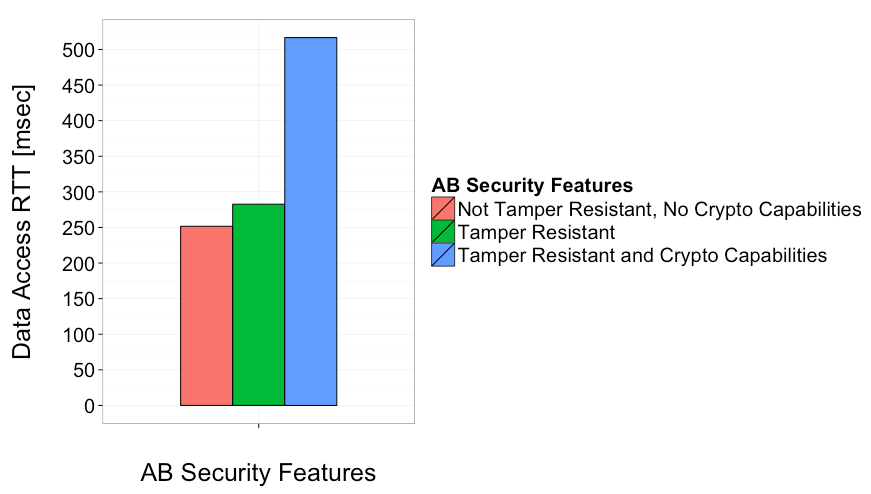 Data Access RTT [msec]
500
450
400
350
300
250
200
150
100
50
0
AB Security Features
AB Security Features
Not Tamper Resistant, No Crypto Capabilities
Tamper Resistant
Tamper Resistant and Crypto Capabilities